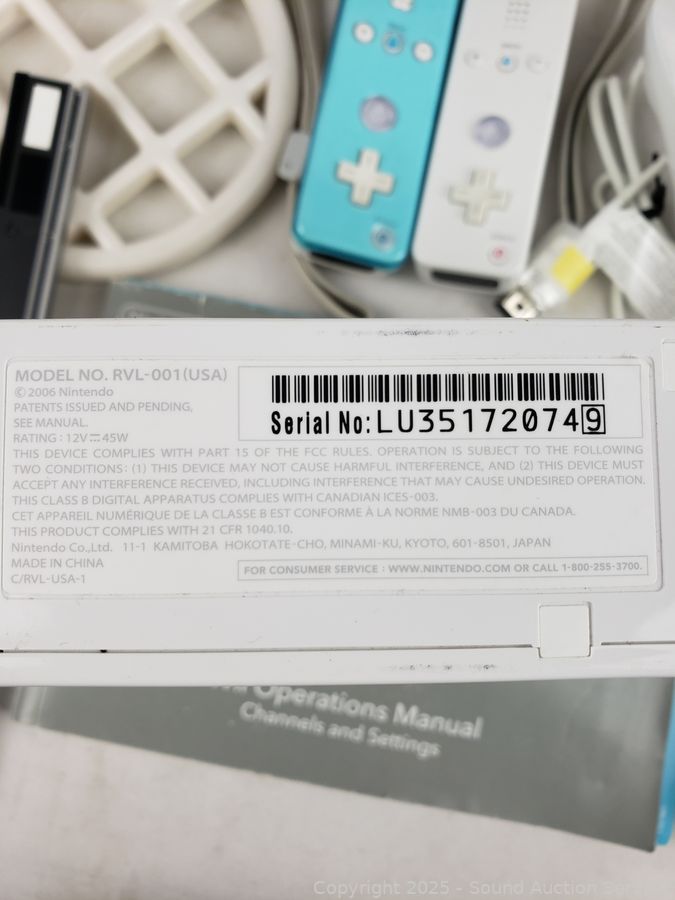 MODEL NO. RVL-001(USA)
©2006 Nintendo
PATENTS ISSUED AND PENDING,
SEE MANUAL.
RATING : 12V⎓45W
Serial No:LU351720749
THIS DEVICE COMPLIES WITH PART 15 OF THE FCC RULES. OPERATION IS SUBJECT TO THE FOLLOWING
TWO CONDITIONS: (1) THIS DEVICE MAY NOT CAUSE HARMFUL INTERFERENCE, AND (2) THIS DEVICE MUST
ACCEPT ANY INTERFERENCE RECEIVED, INCLUDING INTERFERENCE THAT MAY CAUSE UNDESIRED OPERATION.
THIS CLASS B DIGITAL APPARATUS COMPLIES WITH CANADIAN ICES-003.
CET APPAREIL NUMÉRIQUE DE LA CLASSE B EST CONFORME À LA NORME NMB-003 DU CANADA.
THIS PRODUCT COMPLIES WITH 21 CFR 1040.10.
Nintendo Co.,Ltd. 11-1 KAMITOBA HOKOTATE-CHO, MINAMI-KU, KYOTO, 601-8501, JAPAN
MADE IN CHINA
C/RVL-USA-1
FOR CONSUMER SERVICE : WWW.NINTENDO.COM OR CALL 1-800-255-3700.
Operations Manual
Channels and Settings
Copyright 2025 - Sound Auction Service